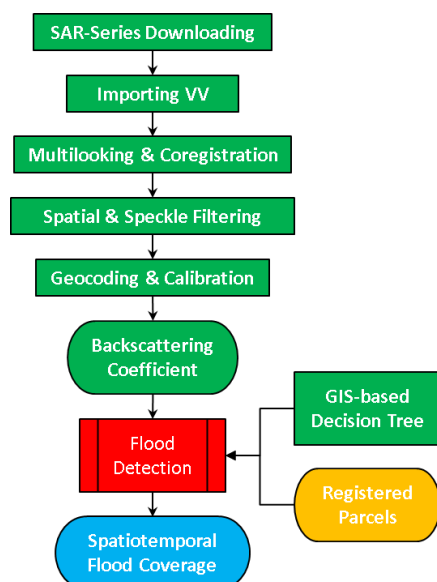 SAR-Series Downloading
Importing VV
Multilooking & Coregistration
Spatial & Speckle Filtering
Geocoding & Calibration
Backscattering
Coefficient
GIS-based
Decision Tree
Flood
Detection
Registered
Parcels
Spatiotemporal
Flood Coverage